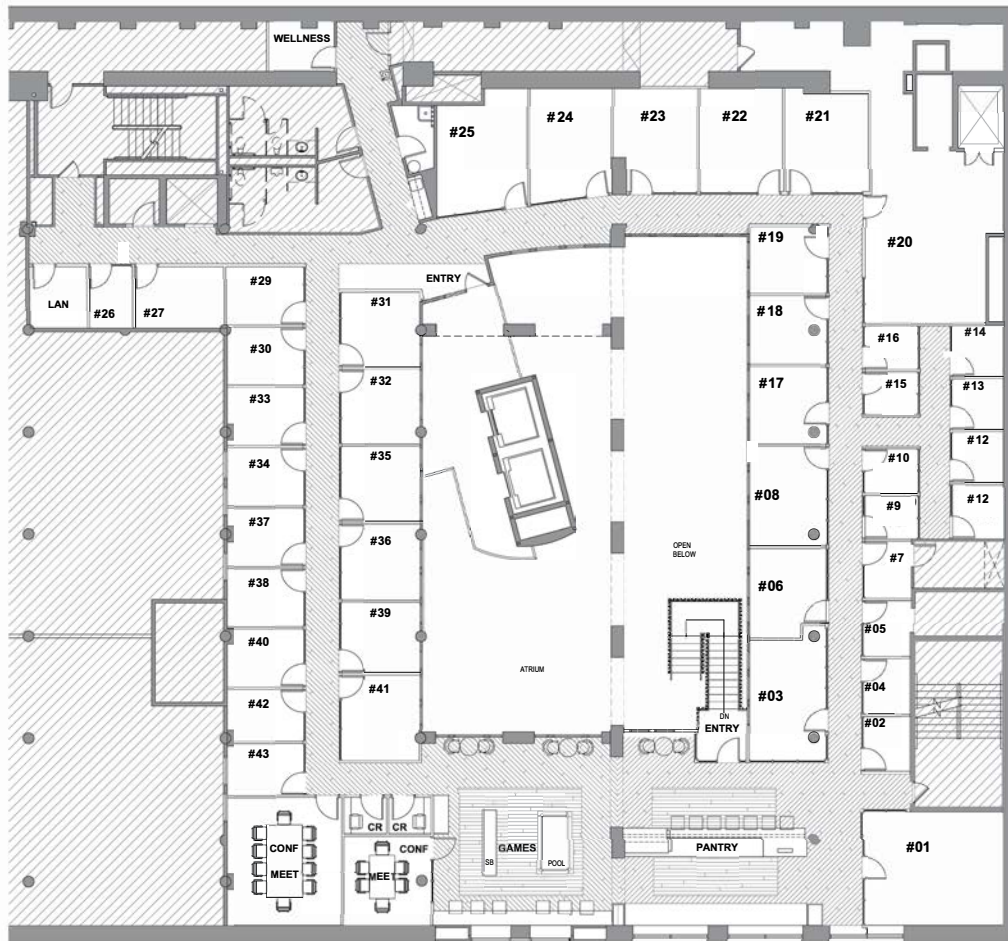 WELLNESS
#25
#24
#23
#22
#21
#20
#19
ENTRY
#29
#31
LAN
#26
#27
#18
#30
#16
#14
#32
#17
#15
#13
#33
#35
#34
#08
#10
#12
#9
#12
#37
#36
OPEN
BELOW
#06
#7
#38
#39
#05
#40
ATRIUM
#03
#41
#04
#42
DN
ENTRY
#02
#43
CR
CR
CONF
MEET
CONF
MEET
GAMES
SB
POOL
PANTRY
#01